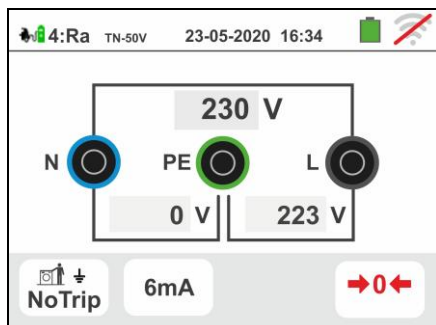 4:Ra TN-50V 23-05-2020 16:34
230 V
N PE L
0 V 223 V
NoTrip 6mA →0←